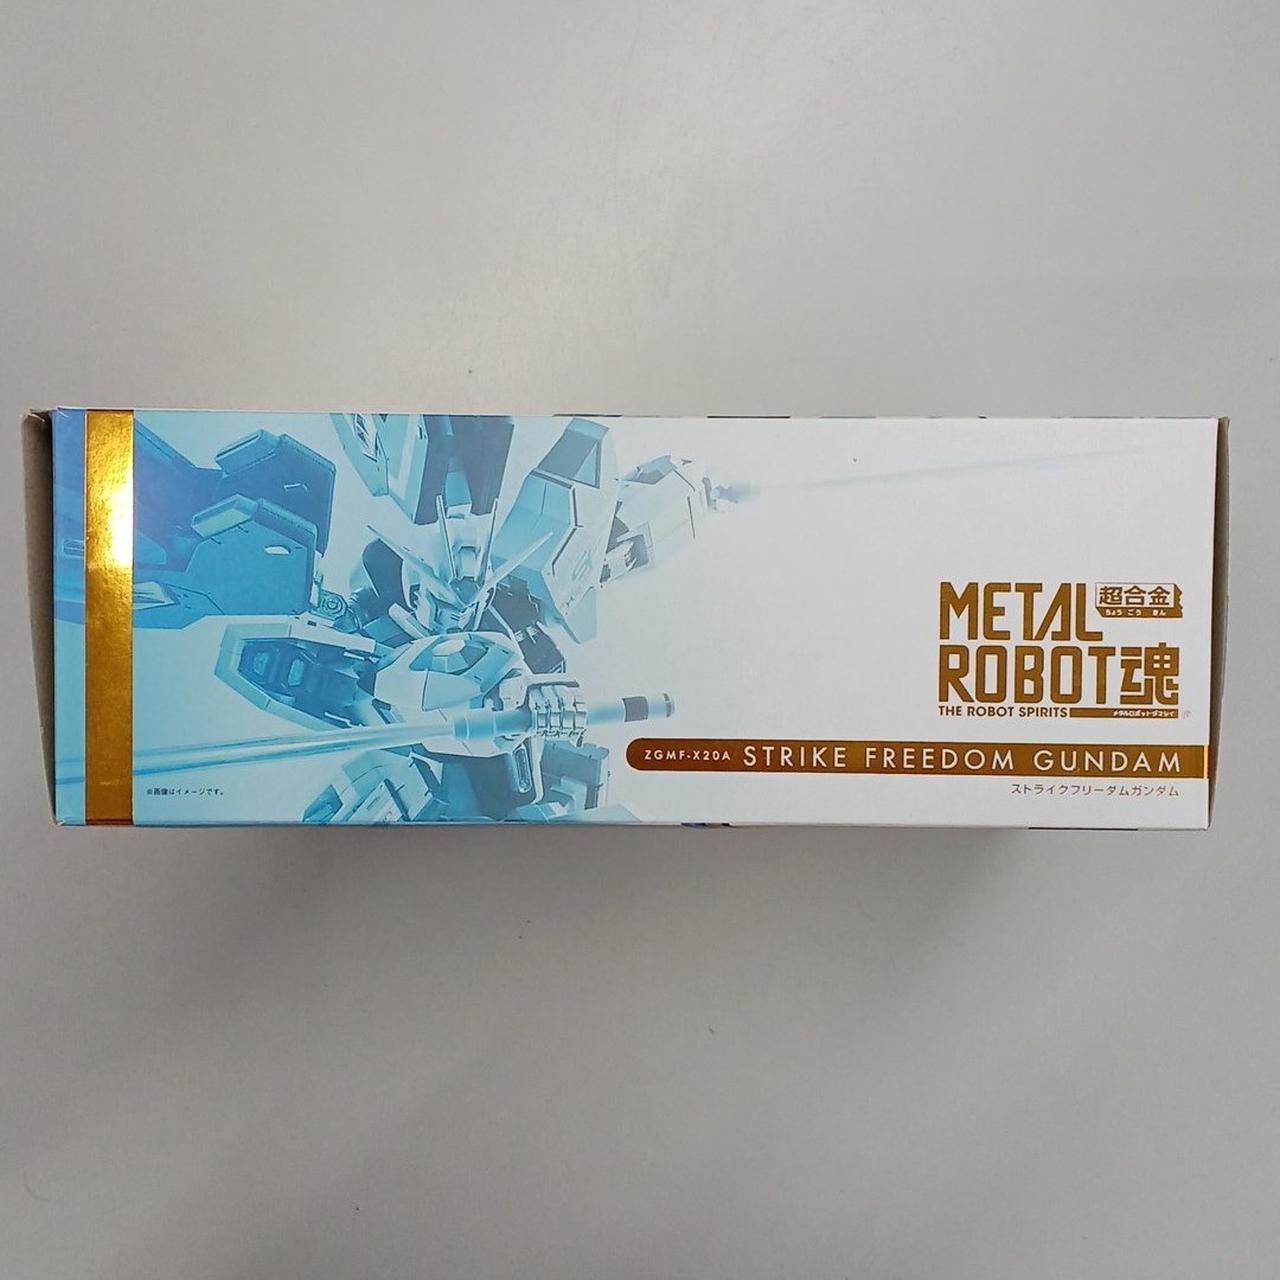 METAL 超合金
ちょうごうきん
ROBOT魂
THE ROBOT SPIRITS メタルロボットダマシイ
ZGMF-X20A STRIKE FREEDOM GUNDAM
ストライクフリーダムガンダム
※画像はイメージです。